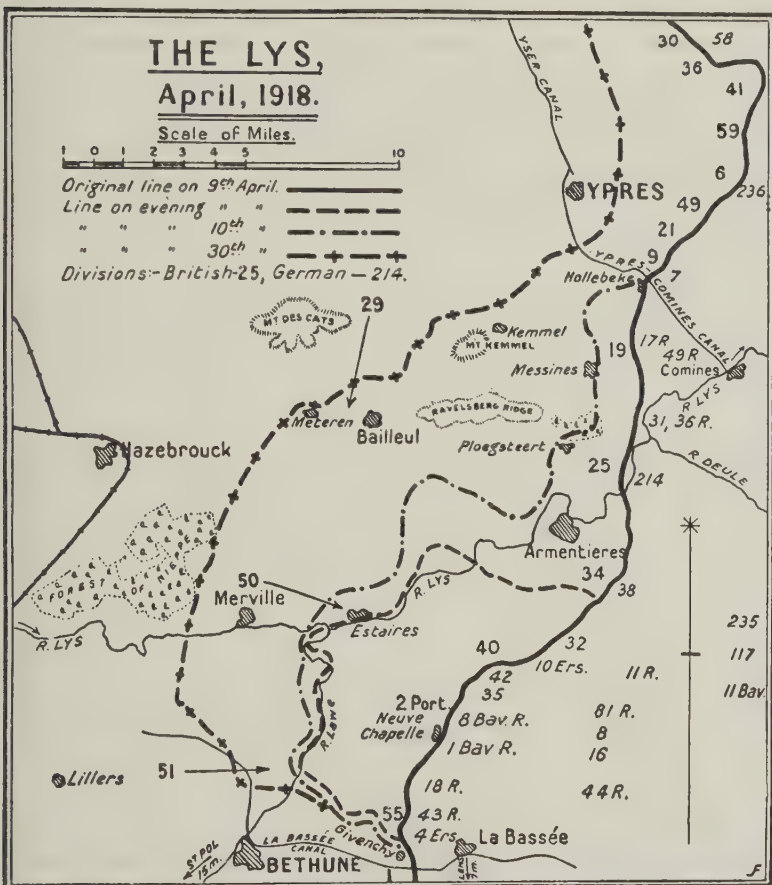 THE LYS,
April, 1918.
Scale of Miles.
1 0 1 2 3 4 5 10
Original line on 9th April.
Line on evening " "
" " " 10th "
" " " 30th "
Divisions:-British-25, German-214.
YSER CANAL
30 58
36
41
59
6
236
YPRES
49
21
9
7
YPRES-COMINES CANAL
Hollebeke
MT DES CATS
29
Kemmel
MT KEMMEL
19
17R
49R
Comines
Messines
R LYS
31, 36 R.
R DEULE
Meteren
Bailleul
RAVELSBERG RIDGE
Ploegsteert
25
214
Hazebrouck
Armentieres
FOREST OF NIEPPE
50
Merville
R. LYS
34
38
R. LYS
Estaires
235
117
11 Bav.
40
32
42
10 Ers.
11 R.
35
2 Port.
Neuve
Chapelle
8 Bav. R.
81 R.
8
1 Bav R.
16
R. Lawe
51
Lillers
18 R.
44 R.
55
43 R.
4 Ers
Givenchy
La Bassée
LA BASSÉE
CANAL
ST POL
15 m.
BETHUNE